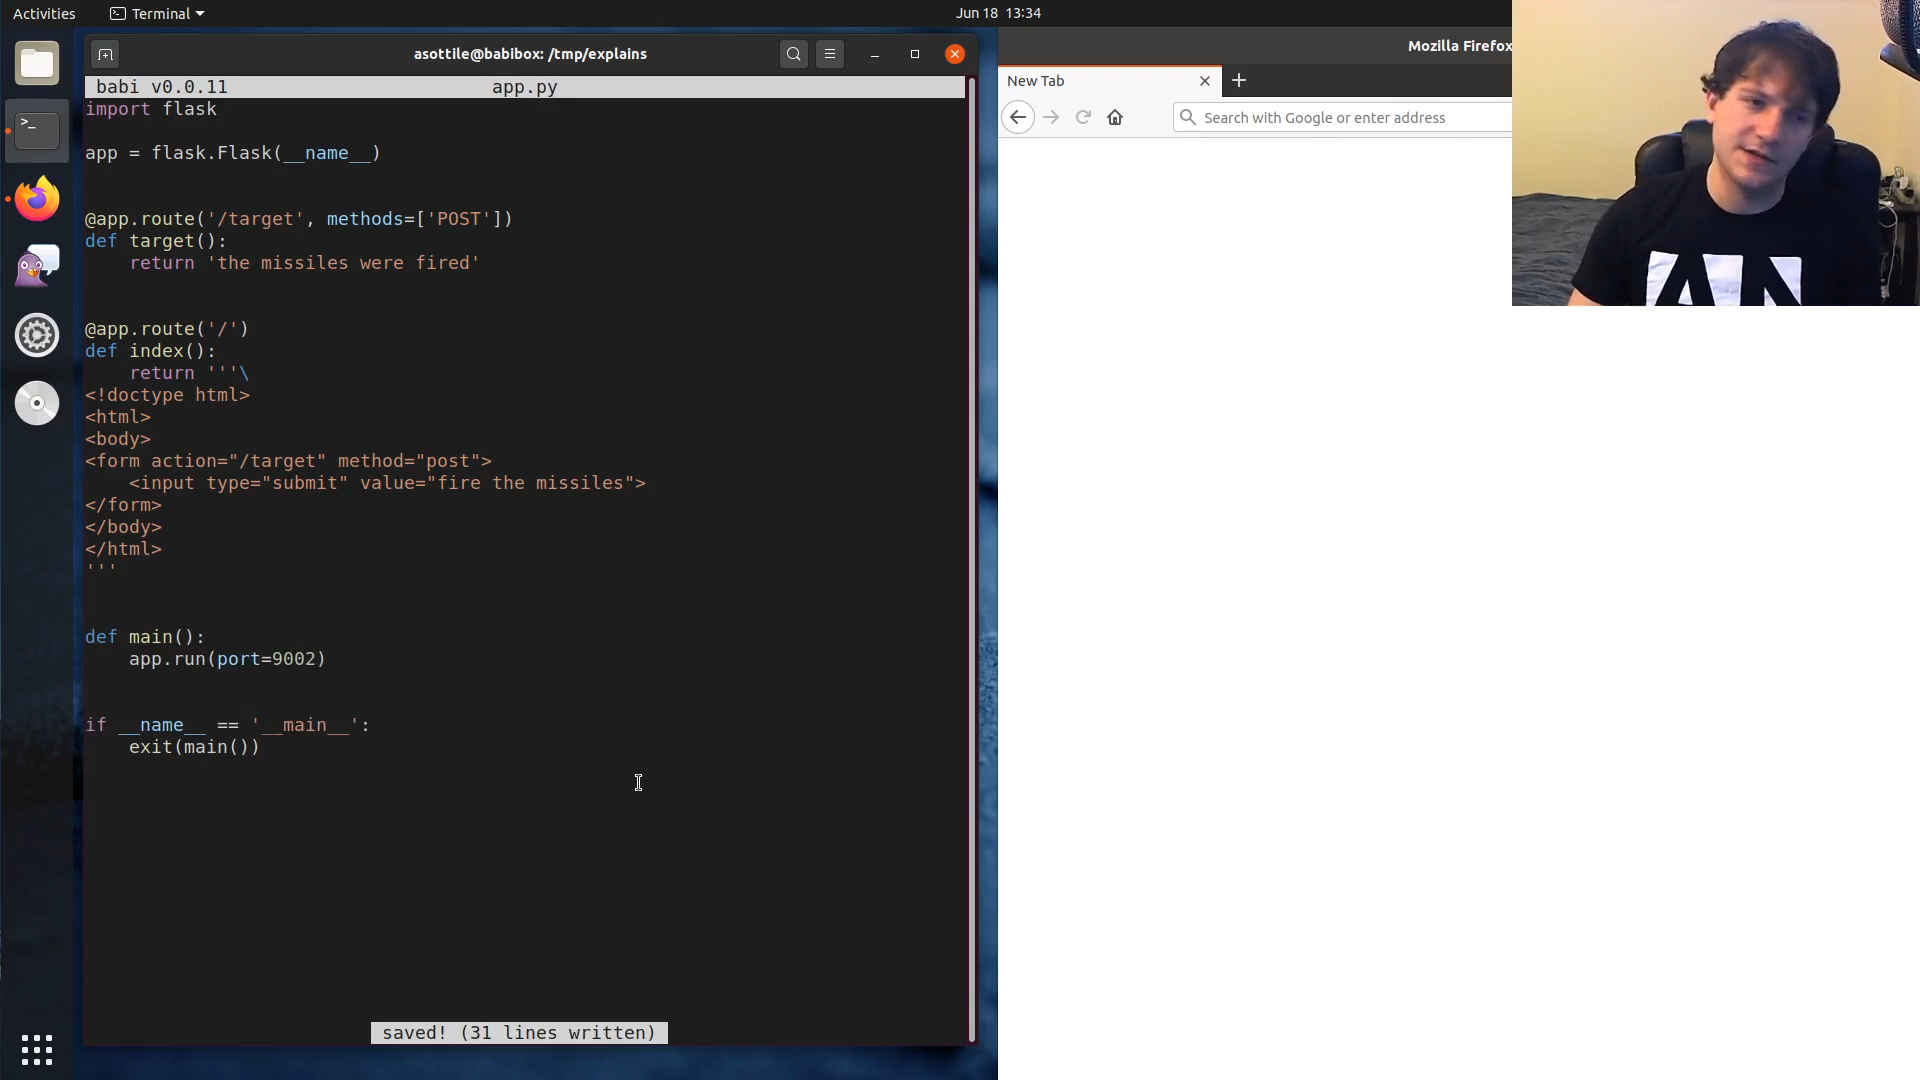 Activities
Terminal
Jun 18 13:34
asottile@babibox: /tmp/explains
babi v0.0.11
app.py
import flask
app = flask.Flask(__name__)
@app.route('/target', methods=['POST'])
def target():
    return 'the missiles were fired'
@app.route('/')
def index():
    return '''\
<!doctype html>
<html>
<body>
<form action="/target" method="post">
    <input type="submit" value="fire the missiles">
</form>
</body>
</html>
'''
def main():
    app.run(port=9002)
if __name__ == '__main__':
    exit(main())
saved! (31 lines written)
Mozilla Firefox
New Tab
Search with Google or enter address